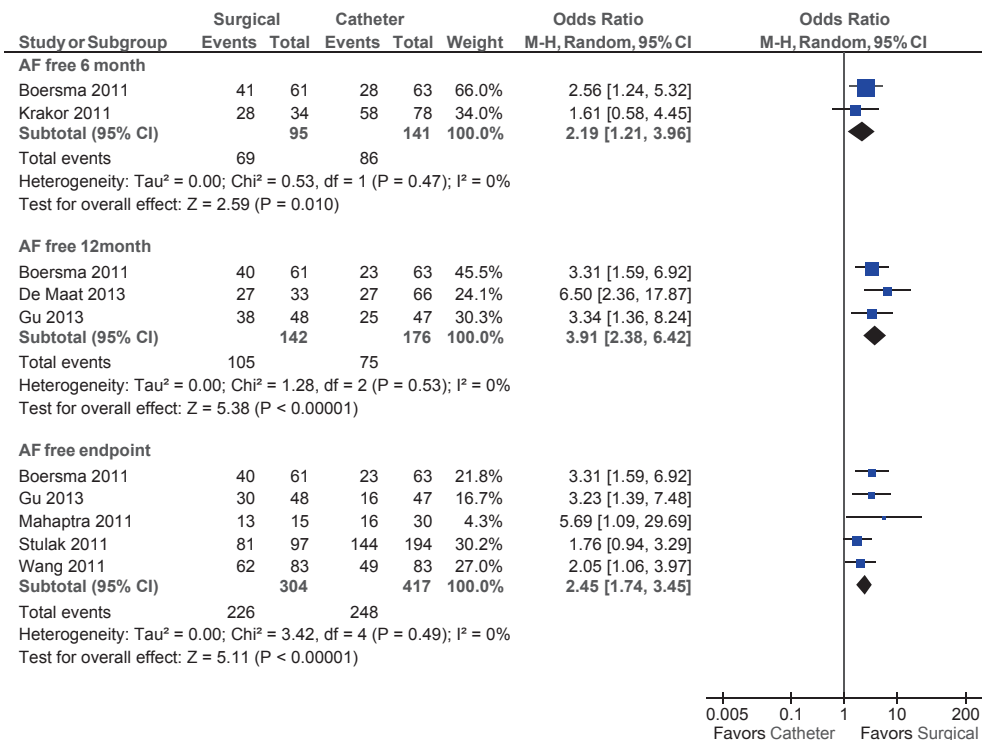 Surgical Catheter Odds Ratio Odds Ratio
Study or Subgroup Events Total Events Total Weight M-H, Random, 95% CI M-H, Random, 95% CI
AF free 6 month
Boersma 2011 41 61 28 63 66.0% 2.56 [1.24, 5.32]
Krakor 2011 28 34 58 78 34.0% 1.61 [0.58, 4.45]
Subtotal (95% CI) 95 141 100.0% 2.19 [1.21, 3.96]
Total events 69 86
Heterogeneity: Tau² = 0.00; Chi² = 0.53, df = 1 (P = 0.47); I² = 0%
Test for overall effect: Z = 2.59 (P = 0.010)
AF free 12month
Boersma 2011 40 61 23 63 45.5% 3.31 [1.59, 6.92]
De Maat 2013 27 33 27 66 24.1% 6.50 [2.36, 17.87]
Gu 2013 38 48 25 47 30.3% 3.34 [1.36, 8.24]
Subtotal (95% CI) 142 176 100.0% 3.91 [2.38, 6.42]
Total events 105 75
Heterogeneity: Tau² = 0.00; Chi² = 1.28, df = 2 (P = 0.53); I² = 0%
Test for overall effect: Z = 5.38 (P < 0.00001)
AF free endpoint
Boersma 2011 40 61 23 63 21.8% 3.31 [1.59, 6.92]
Gu 2013 30 48 16 47 16.7% 3.23 [1.39, 7.48]
Mahaptra 2011 13 15 16 30 4.3% 5.69 [1.09, 29.69]
Stulak 2011 81 97 144 194 30.2% 1.76 [0.94, 3.29]
Wang 2011 62 83 49 83 27.0% 2.05 [1.06, 3.97]
Subtotal (95% CI) 304 417 100.0% 2.45 [1.74, 3.45]
Total events 226 248
Heterogeneity: Tau² = 0.00; Chi² = 3.42, df = 4 (P = 0.49); I² = 0%
Test for overall effect: Z = 5.11 (P < 0.00001)
0.005 0.1 1 10 200
Favors Catheter Favors Surgical